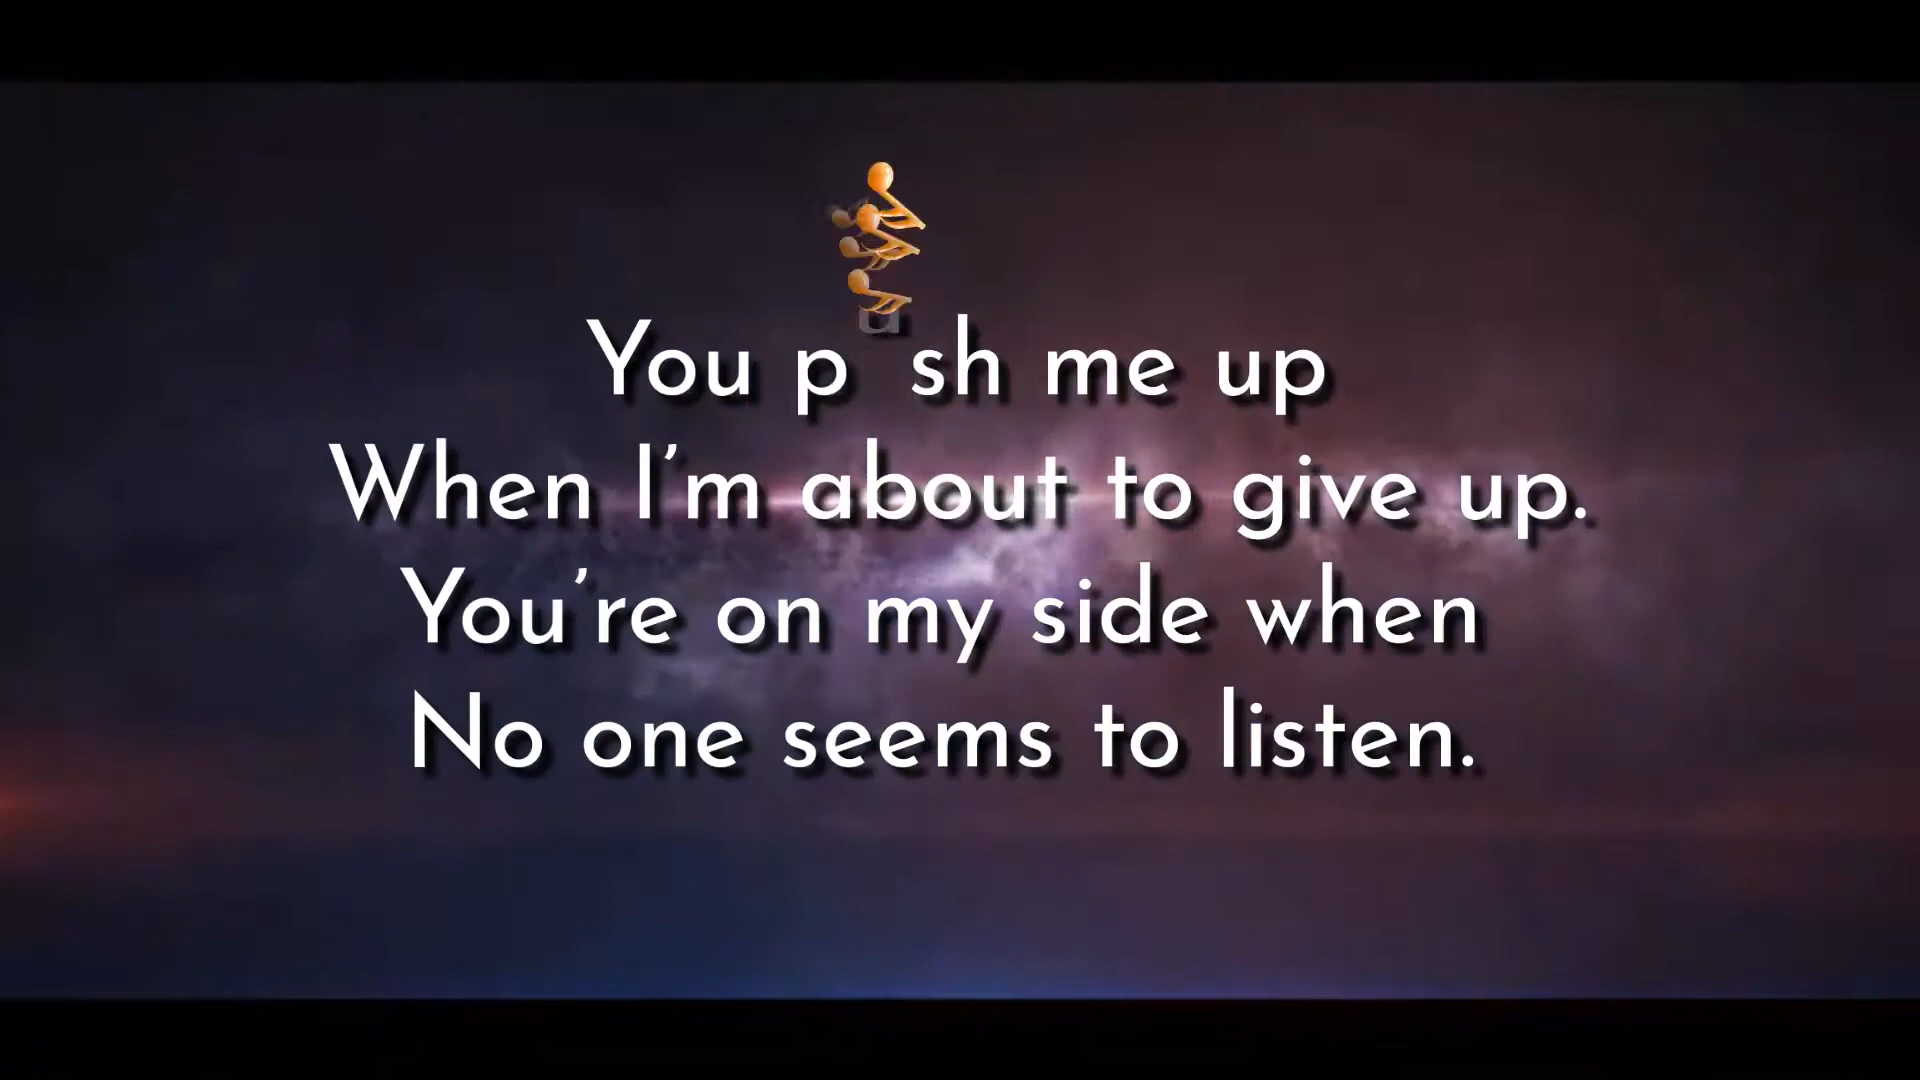 You push me up
When I'm about to give up.
You're on my side when
No one seems to listen.